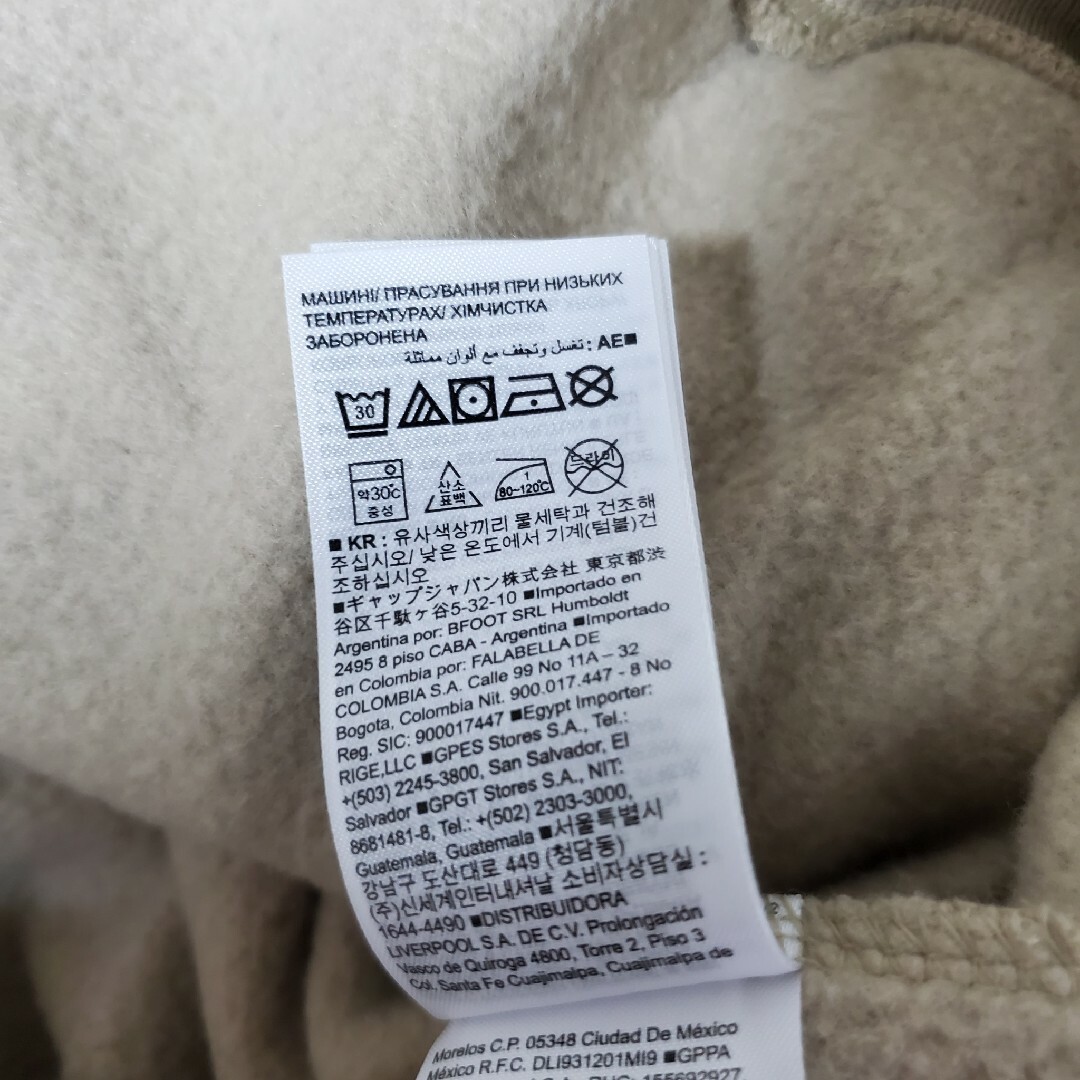 МАШИНІ/ ПРАСУВАННЯ ПРИ НИЗЬКИХ
ТЕМПЕРАТУРАХ/ ХІМЧИСТКА
ЗАБОРОНЕНА
■AE : تغسل وتجفف مع ألوان مماثلة
30
약30℃
중성
산소
표백
1
80~120℃
드라이
■ KR : 유사색상끼리 물세탁과 건조해
주십시오/ 낮은 온도에서 기계(텀블)건
조하십시오
■ギャップジャパン株式会社 東京都渋
谷区千駄ヶ谷5-32-10 ■Importado en
Argentina por: BFOOT SRL Humboldt
2495 8 piso CABA - Argentina ■Importado
en Colombia por: FALABELLA DE
COLOMBIA S.A. Calle 99 No 11A – 32
Bogota, Colombia Nit. 900.017.447 - 8 No
Reg. SIC: 900017447 ■Egypt Importer:
RIGE,LLC ■GPES Stores S.A., Tel.:
+(503) 2245-3800, San Salvador, El
Salvador ■GPGT Stores S.A., NIT:
8681481-8, Tel.: +(502) 2303-3000,
Guatemala, Guatemala ■서울특별시
강남구 도산대로 449 (청담동)
(주)신세계인터내셔날 소비자상담실 :
1644-4490 ■DISTRIBUIDORA
LIVERPOOL S.A. DE C.V. Prolongación
Vasco de Quiroga 4800, Torre 2, Piso 3
Col. Santa Fe Cuajimalpa, Cuajimalpa de
Morelos C.P. 05348 Ciudad De México
México R.F.C. DLI931201MI9 ■GPPA
RUC: 155692927